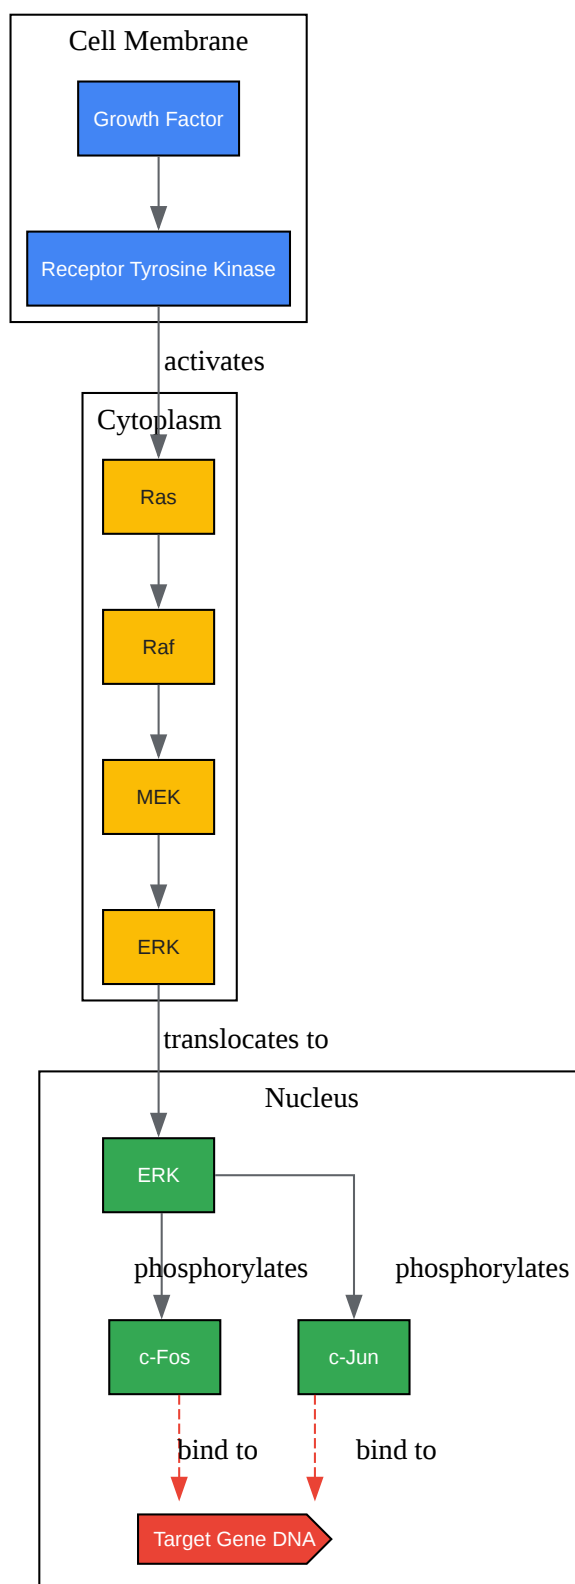 Cell Membrane
Growth Factor
Receptor Tyrosine Kinase
activates
Cytoplasm
Ras
Raf
MEK
ERK
translocates to
Nucleus
ERK
phosphorylates
phosphorylates
c-Fos
c-Jun
bind to
bind to
Target Gene DNA